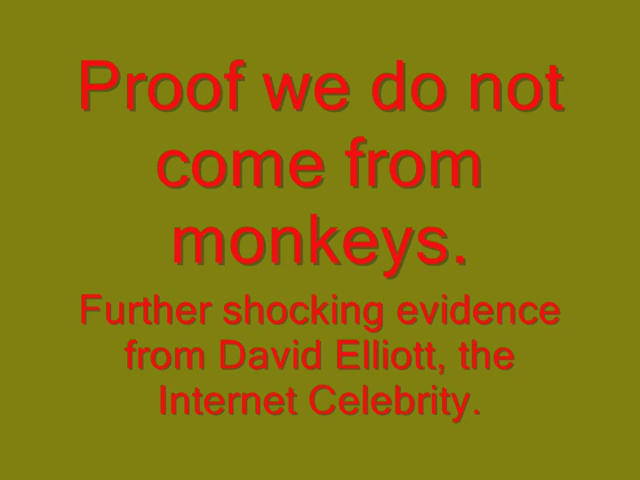 Proof we do not
come from
monkeys.
Further shocking evidence
from David Elliott, the
Internet Celebrity.